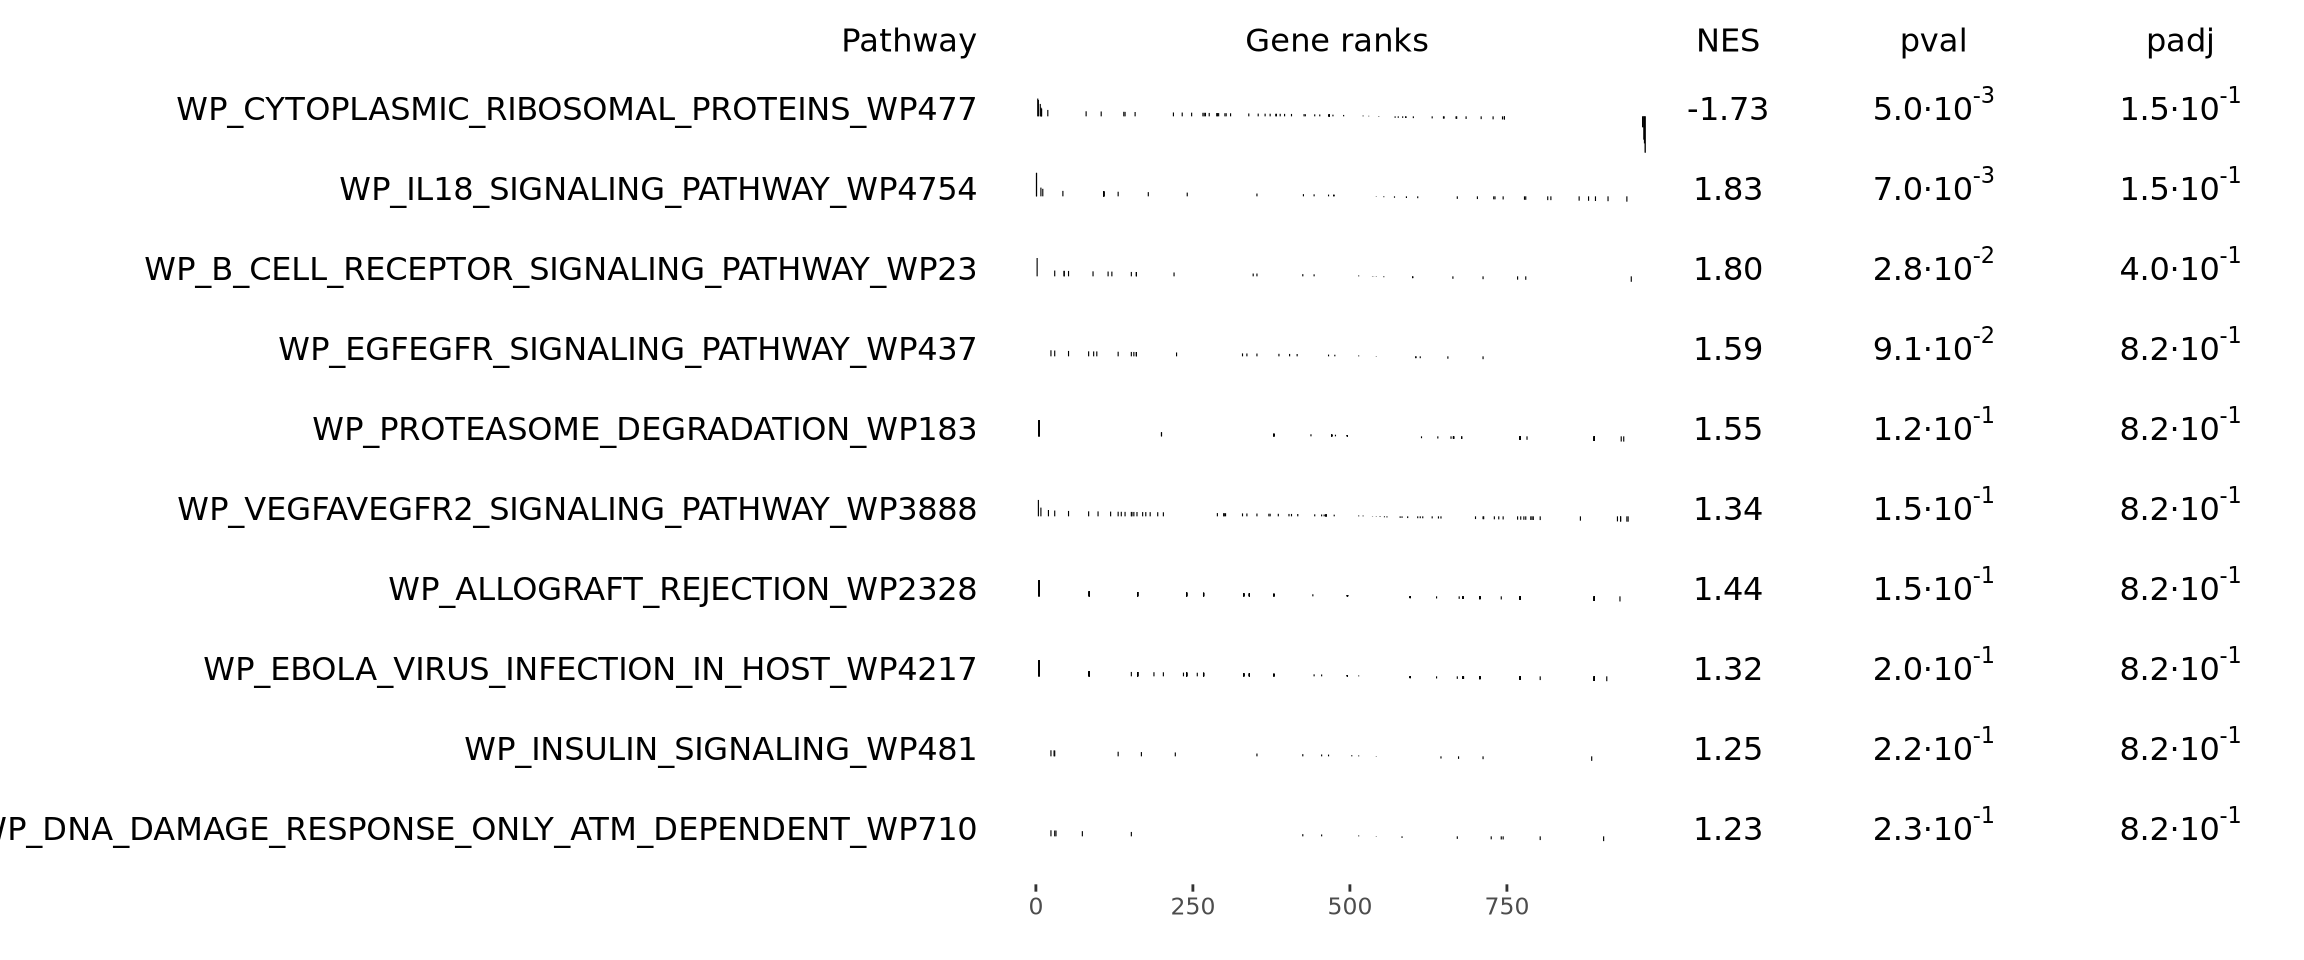 Pathway Gene ranks NES pval padj
WP_CYTOPLASMIC_RIBOSOMAL_PROTEINS_WP477 -1.73 5.0·10⁻³ 1.5·10⁻¹
WP_IL18_SIGNALING_PATHWAY_WP4754 1.83 7.0·10⁻³ 1.5·10⁻¹
WP_B_CELL_RECEPTOR_SIGNALING_PATHWAY_WP23 1.80 2.8·10⁻² 4.0·10⁻¹
WP_EGFEGFR_SIGNALING_PATHWAY_WP437 1.59 9.1·10⁻² 8.2·10⁻¹
WP_PROTEASOME_DEGRADATION_WP183 1.55 1.2·10⁻¹ 8.2·10⁻¹
WP_VEGFAVEGFR2_SIGNALING_PATHWAY_WP3888 1.34 1.5·10⁻¹ 8.2·10⁻¹
WP_ALLOGRAFT_REJECTION_WP2328 1.44 1.5·10⁻¹ 8.2·10⁻¹
WP_EBOLA_VIRUS_INFECTION_IN_HOST_WP4217 1.32 2.0·10⁻¹ 8.2·10⁻¹
WP_INSULIN_SIGNALING_WP481 1.25 2.2·10⁻¹ 8.2·10⁻¹
WP_DNA_DAMAGE_RESPONSE_ONLY_ATM_DEPENDENT_WP710 1.23 2.3·10⁻¹ 8.2·10⁻¹
0 250 500 750